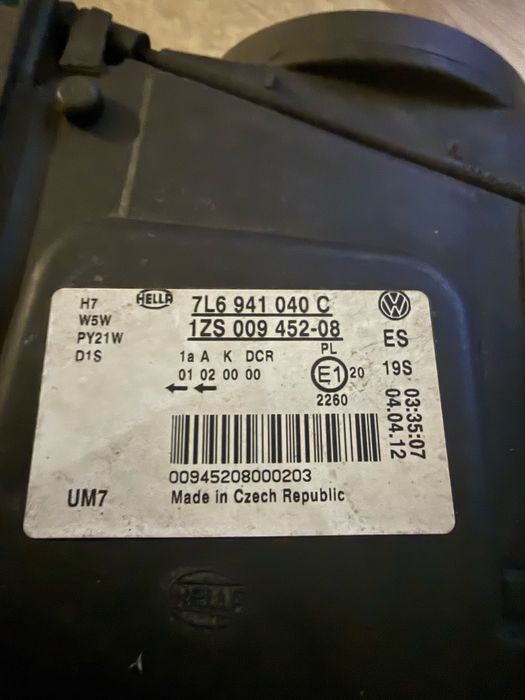 H7
W5W
PY21W
D1S
HELLA
7L6 941 040 C
1ZS 009 452-08
1a A K DCR
01 02 00 00
PL
E1 20
2260
VW
ES
19S
03:35:07
04.04.12
00945208000203
Made in Czech Republic
UM7
HELLA